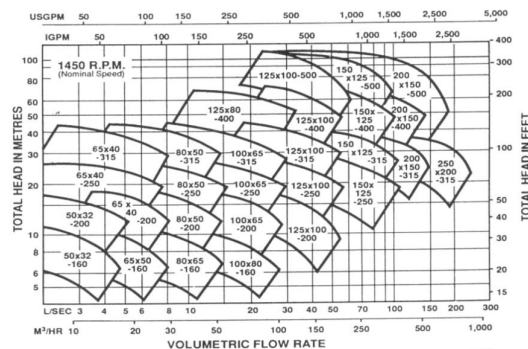 USGPM 50 100 200 500 1,000 1,500 2,000 5,000
IGPM 50 100 150 300 500 1,000 1,500 2,500
1450 R.P.M.
(Nominal Speed)
TOTAL HEAD IN METRES
100
80
60
50
40
30
20
10
8
6
5
TOTAL HEAD IN FEET
400
300
200
100
50
40
30
20
15
125x100-500
150
x125
-500
200
x150
-500
125x80
-400
125x100
-400
150x
125
-400
200
x150
-400
65x40
-315
80x50
-315
100x65
-315
125x100
-315
150
x125
-315
200
x150
-315
250
x200
-315
65x40
-250
80x50
-250
100x65
-250
125x100
-250
150x
125
-250
50x32
-200
65 x
40
-200
80x50
-200
100x65
-200
125x100
-200
50x32
-160
65x50
-160
80x65
-160
100x80
-160
L/SEC 3 4 5 6 8 10 20 30 40 50 70 100 150 200 300
M³/HR 10 20 30 50 100 150 200 300 500 1,000
VOLUMETRIC FLOW RATE